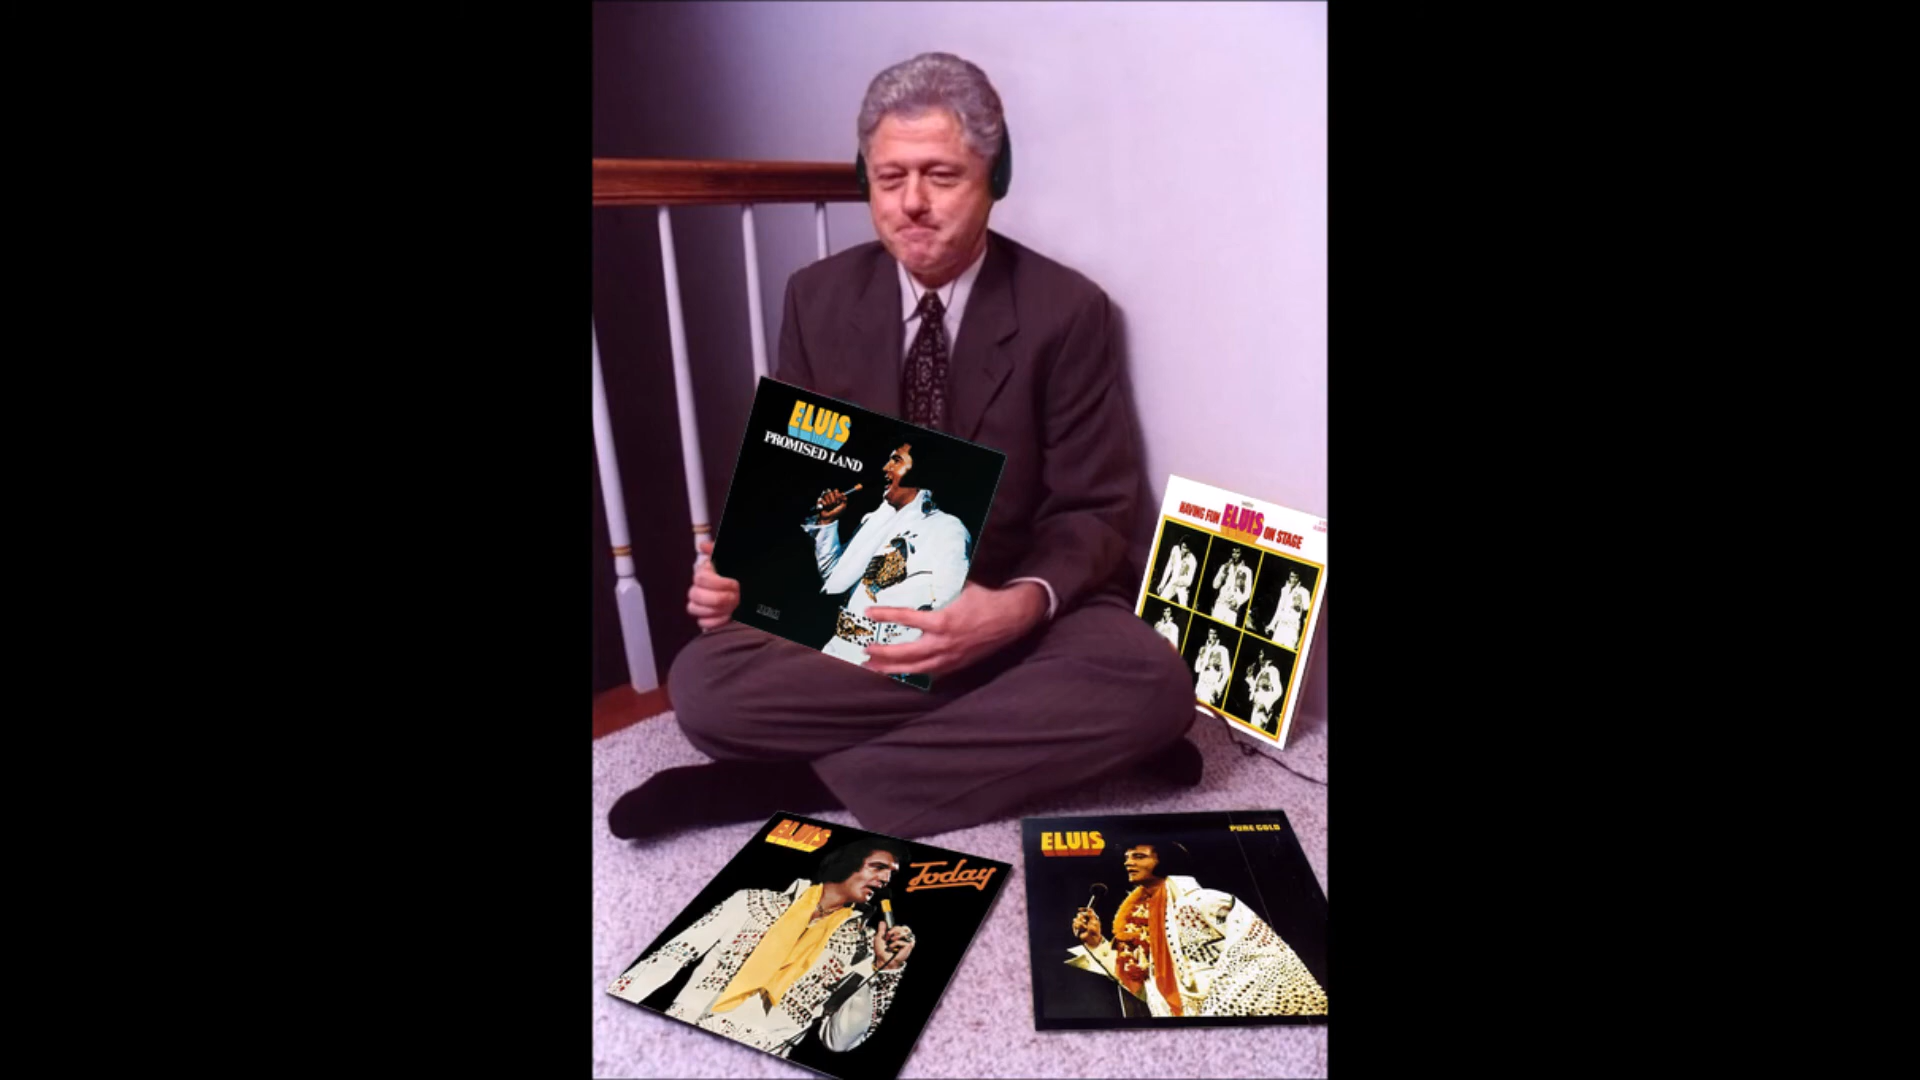 ELVIS
PROMISED LAND
HAVING FUN ELVIS ON STAGE
ELVIS
Today
ELVIS
PURE GOLD